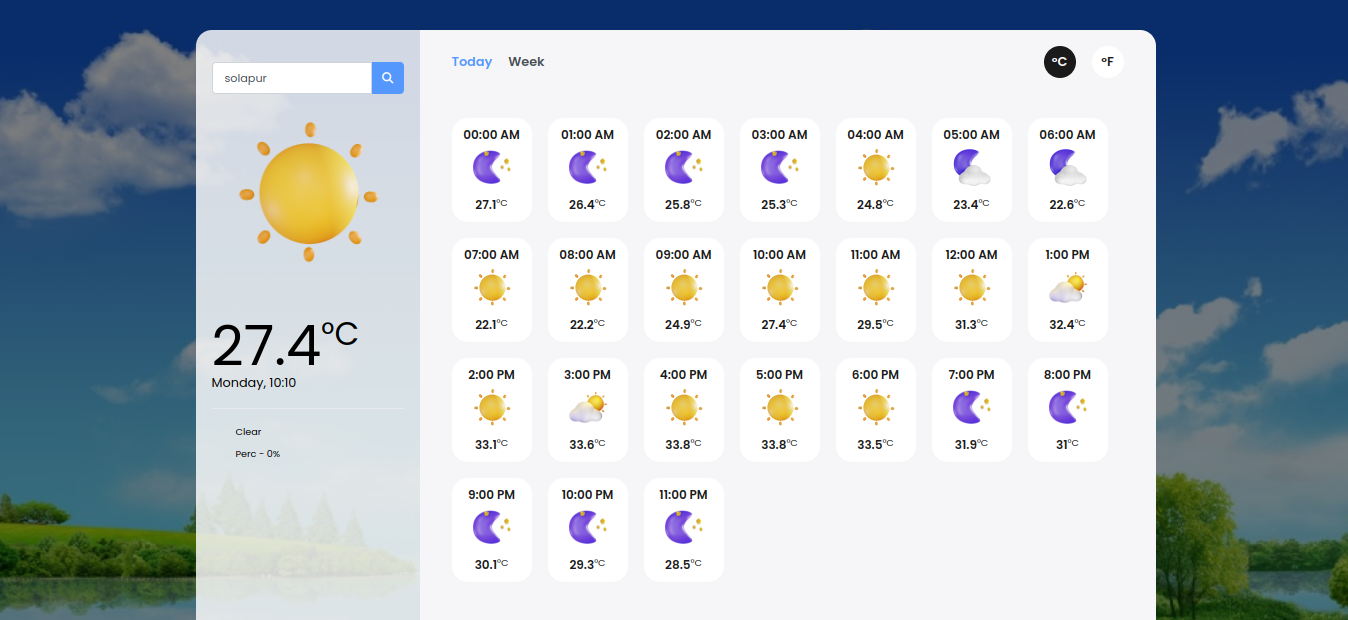 solapur
27.4°C
Monday, 10:10
Clear
Perc - 0%
Today Week °C °F
00:00 AM 01:00 AM 02:00 AM 03:00 AM 04:00 AM 05:00 AM 06:00 AM
27.1°C 26.4°C 25.8°C 25.3°C 24.8°C 23.4°C 22.6°C
07:00 AM 08:00 AM 09:00 AM 10:00 AM 11:00 AM 12:00 AM 1:00 PM
22.1°C 22.2°C 24.9°C 27.4°C 29.5°C 31.3°C 32.4°C
2:00 PM 3:00 PM 4:00 PM 5:00 PM 6:00 PM 7:00 PM 8:00 PM
33.1°C 33.6°C 33.8°C 33.8°C 33.5°C 31.9°C 31°C
9:00 PM 10:00 PM 11:00 PM
30.1°C 29.3°C 28.5°C